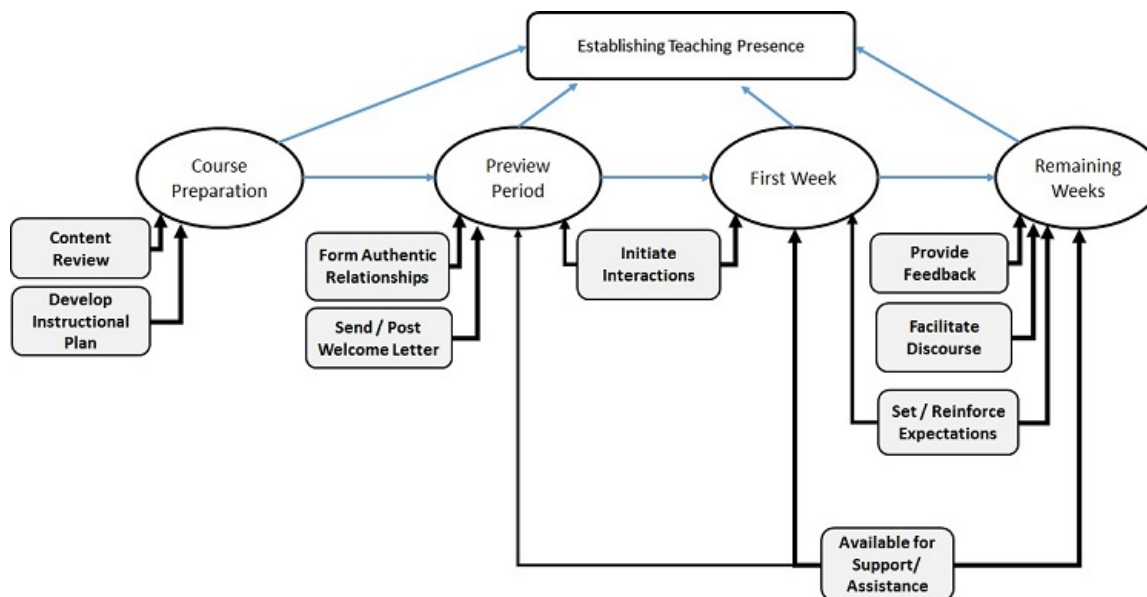 Establishing Teaching Presence
Course
Preparation
Preview
Period
First Week
Remaining
Weeks
Content
Review
Develop
Instructional
Plan
Form Authentic
Relationships
Send / Post
Welcome Letter
Initiate
Interactions
Provide
Feedback
Facilitate
Discourse
Set / Reinforce
Expectations
Available for
Support/
Assistance